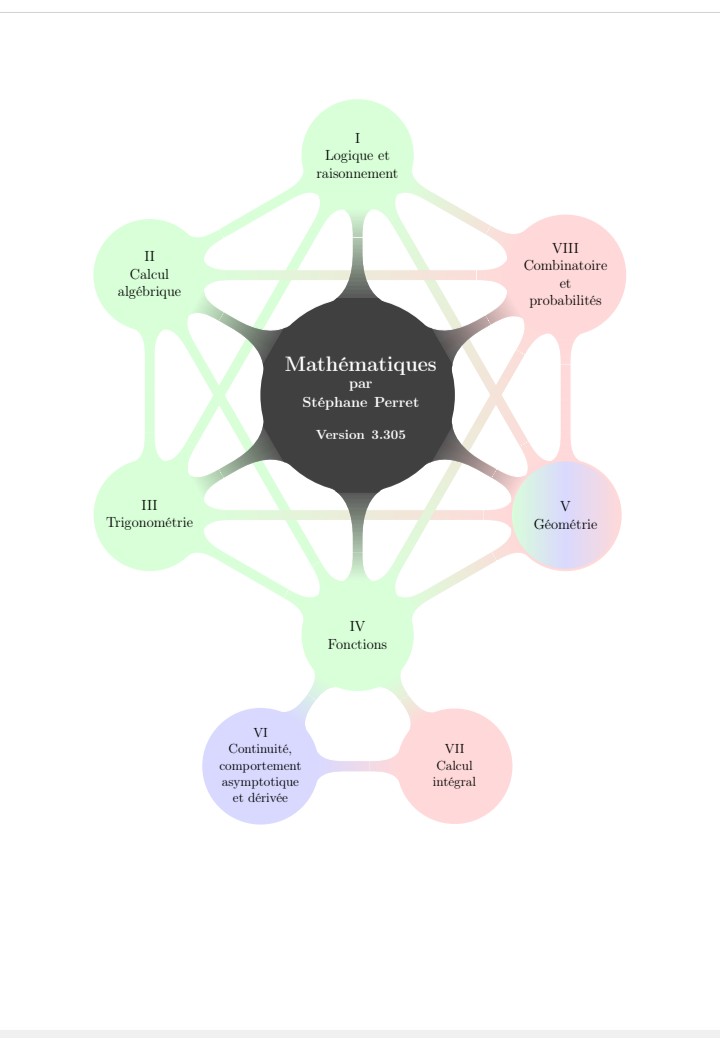 I
Logique et
raisonnement
II
Calcul
algébrique
VIII
Combinatoire
et
probabilités
Mathématiques
par
Stéphane Perret
Version 3.305
III
Trigonométrie
V
Géométrie
IV
Fonctions
VI
Continuité,
comportement
asymptotique
et dérivée
VII
Calcul
intégral